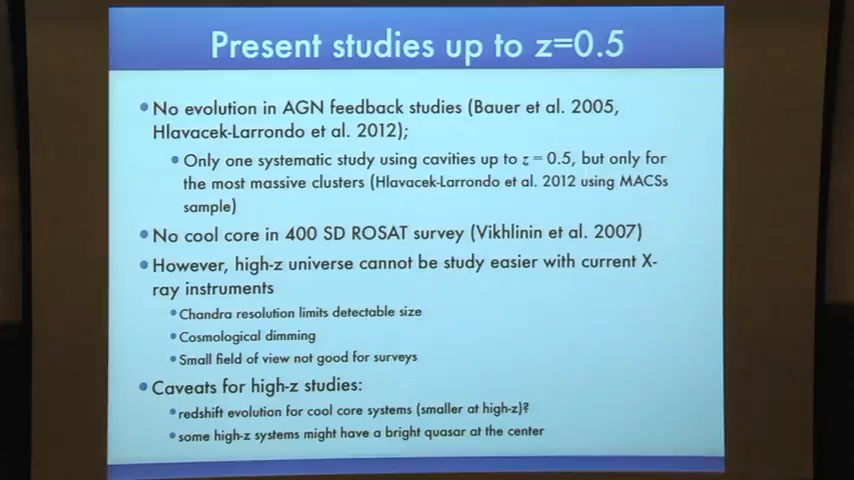 Present studies up to z=0.5
• No evolution in AGN feedback studies (Bauer et al. 2005,
Hlavacek-Larrondo et al. 2012);
• Only one systematic study using cavities up to z = 0.5, but only for
the most massive clusters (Hlavacek-Larrondo et al. 2012 using MACSs
sample)
• No cool core in 400 SD ROSAT survey (Vikhlinin et al. 2007)
• However, high-z universe cannot be study easier with current X-
ray instruments
• Chandra resolution limits detectable size
• Cosmological dimming
• Small field of view not good for surveys
• Caveats for high-z studies:
• redshift evolution for cool core systems (smaller at high-z)?
• some high-z systems might have a bright quasar at the center